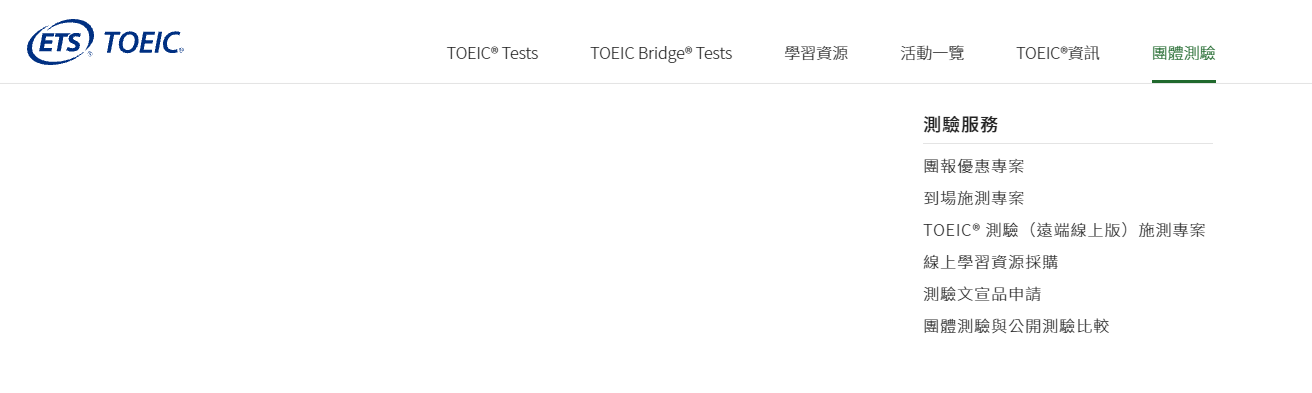 ETS® TOEIC®
TOEIC® Tests
TOEIC Bridge® Tests
學習資源
活動一覽
TOEIC®資訊
團體測驗
測驗服務
團報優惠專案
到場施測專案
TOEIC® 測驗（遠端線上版）施測專案
線上學習資源採購
測驗文宣品申請
團體測驗與公開測驗比較